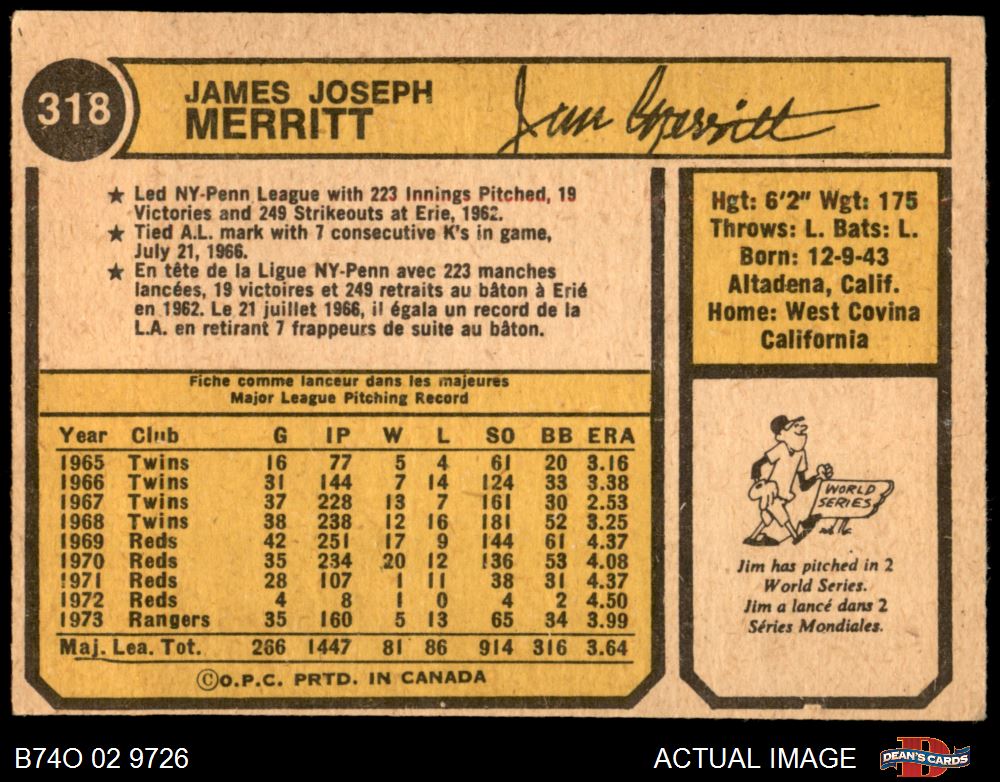 318
JAMES JOSEPH
MERRITT
Jim Merritt
★ Led NY-Penn League with 223 Innings Pitched, 19
Victories and 249 Strikeouts at Erie, 1962.
★ Tied A.L. mark with 7 consecutive K's in game,
July 21, 1966.
★ En tête de la Ligue NY-Penn avec 223 manches
lancées, 19 victoires et 249 retraits au bâton à Erié
en 1962. Le 21 juillet 1966, il égala un record de la
L.A. en retirant 7 frappeurs de suite au bâton.
Hgt: 6'2" Wgt: 175
Throws: L. Bats: L.
Born: 12-9-43
Altadena, Calif.
Home: West Covina
California
Fiche comme lanceur dans les majeures
Major League Pitching Record
Year Club G IP W L SO BB ERA
1965 Twins 16 77 5 4 61 20 3.16
1966 Twins 31 144 7 14 124 33 3.38
1967 Twins 37 228 13 7 161 30 2.53
1968 Twins 38 238 12 16 181 52 3.25
1969 Reds 42 251 17 9 144 61 4.37
1970 Reds 35 234 20 12 136 53 4.08
1971 Reds 28 107 1 11 38 31 4.37
1972 Reds 4 8 1 0 4 2 4.50
1973 Rangers 35 160 5 13 65 34 3.99
Maj. Lea. Tot. 266 1447 81 86 914 316 3.64
©O.P.C. PRTD. IN CANADA
WORLD
SERIES
Jim has pitched in 2
World Series.
Jim a lancé dans 2
Séries Mondiales.
B74O 02 9726
ACTUAL IMAGE
DEAN'S CARDS